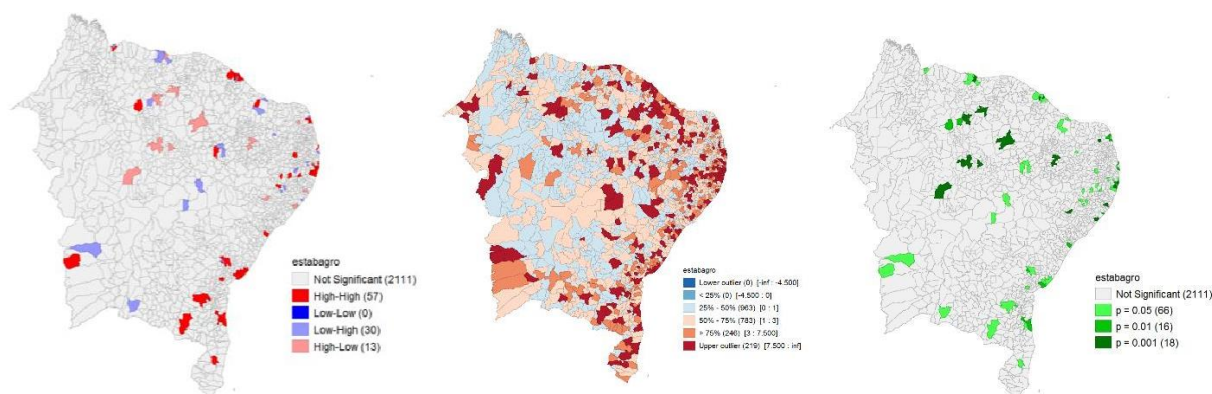 estabagro
Not Significant (2111)
High-High (57)
Low-Low (0)
Low-High (30)
High-Low (13)
estabagro
Lower outlier (0) [-inf : -4.500]
< 25% (0) [-4.500 : 0]
25% - 50% (963) [0 : 1]
50% - 75% (783) [1 : 3]
> 75% (246) [3 : 7.500]
Upper outlier (219) [7.500 : inf]
estabagro
Not Significant (2111)
p = 0.05 (66)
p = 0.01 (16)
p = 0.001 (18)